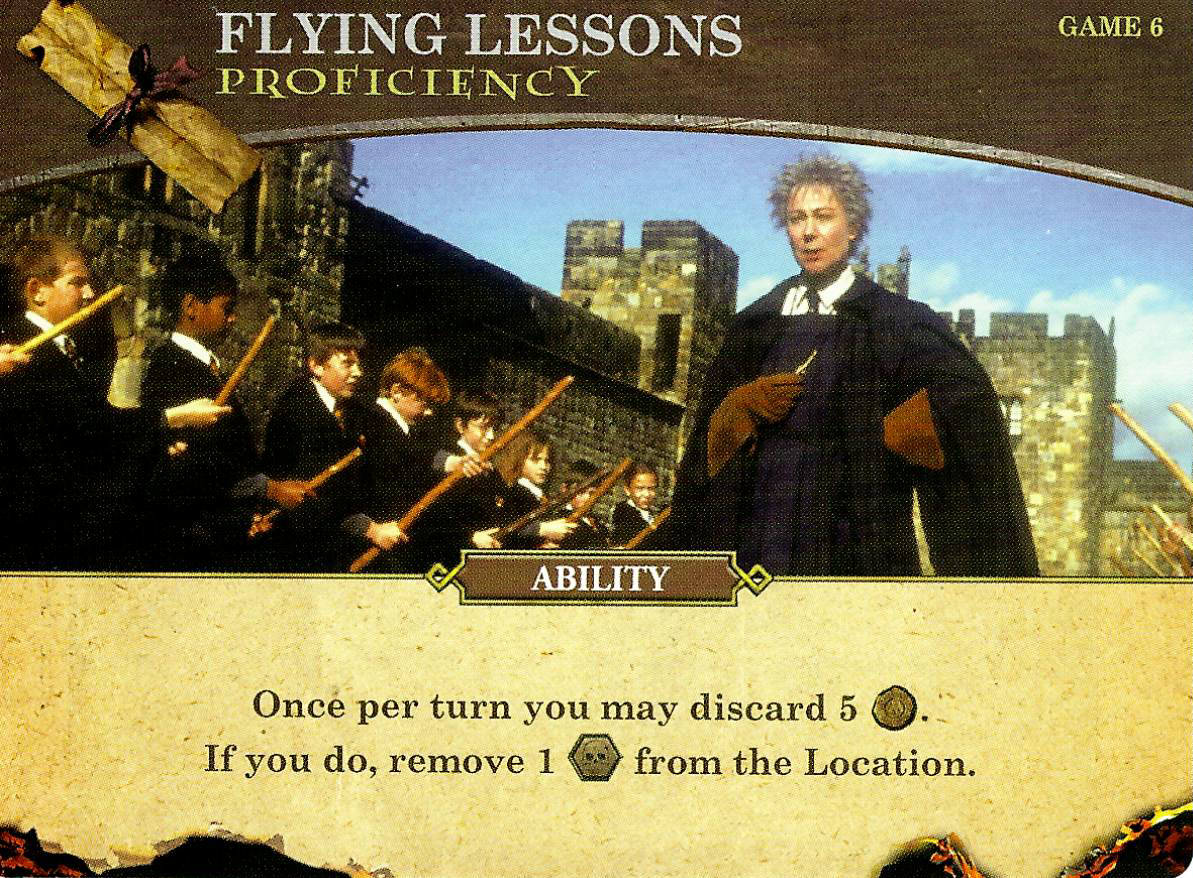 FLYING LESSONS
PROFICIENCY
GAME 6
ABILITY
Once per turn you may discard 5 .
If you do, remove 1 from the Location.